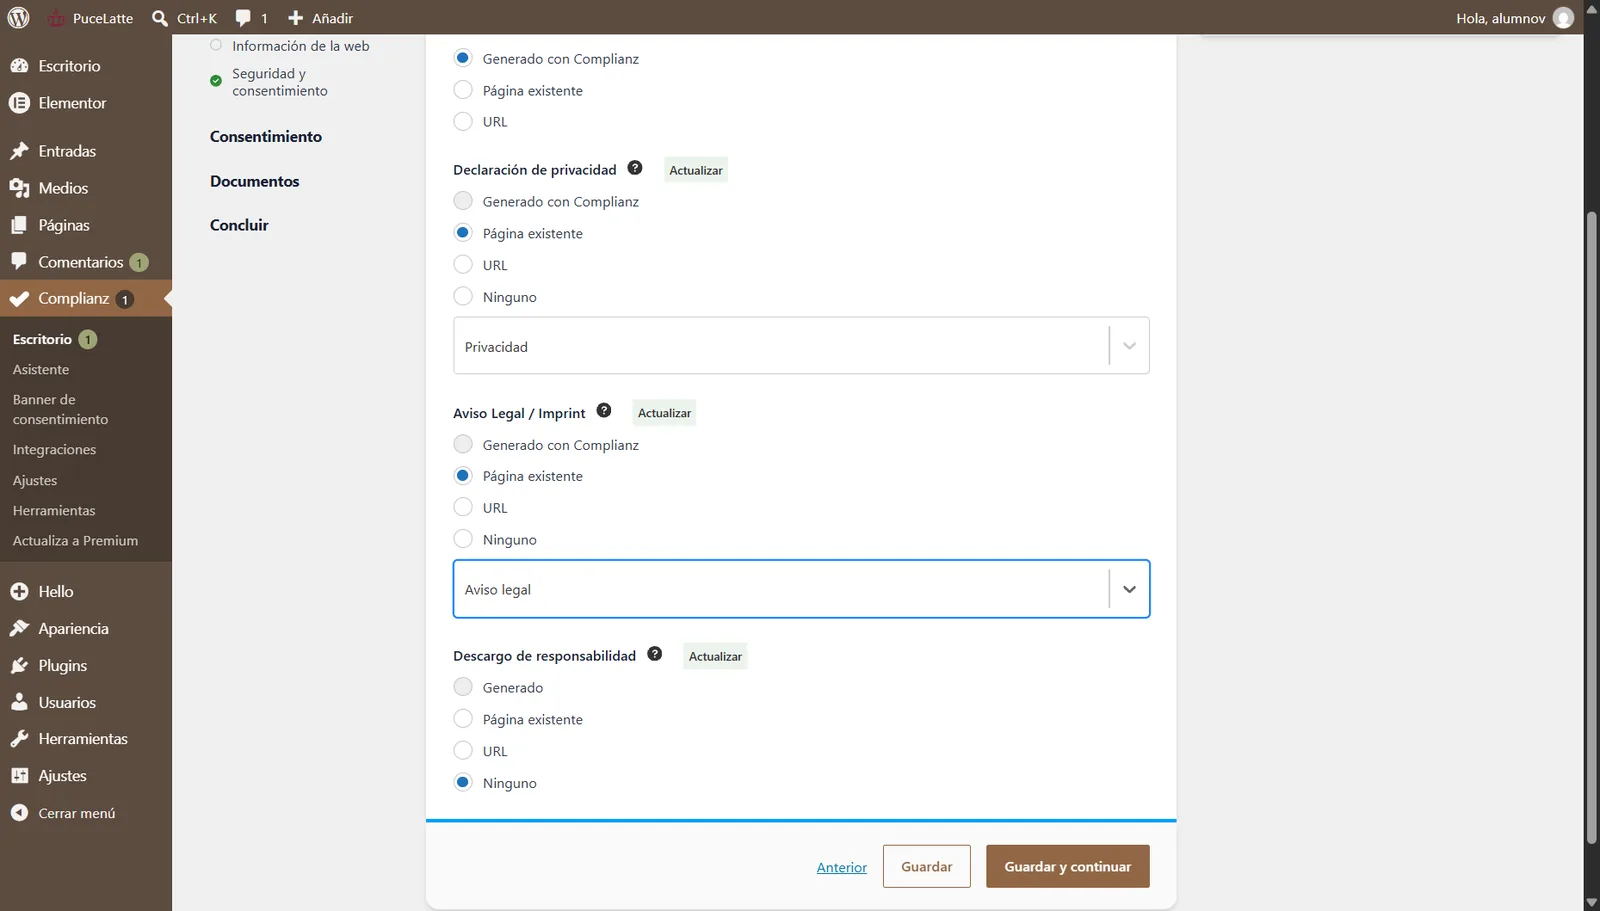 PuceLatte
Ctrl+K
1
Añadir
Hola, alumnov
Escritorio
Elementor
Entradas
Medios
Páginas
Comentarios 1
Complianz 1
Escritorio 1
Asistente
Banner de
consentimiento
Integraciones
Ajustes
Herramientas
Actualiza a Premium
Hello
Apariencia
Plugins
Usuarios
Herramientas
Ajustes
Cerrar menú
Información de la web
Seguridad y
consentimiento
Consentimiento
Documentos
Concluir
Generado con Complianz
Página existente
URL
Declaración de privacidad ? Actualizar
Generado con Complianz
Página existente
URL
Ninguno
Privacidad
Aviso Legal / Imprint ? Actualizar
Generado con Complianz
Página existente
URL
Ninguno
Aviso legal
Descargo de responsabilidad ? Actualizar
Generado
Página existente
URL
Ninguno
Anterior
Guardar
Guardar y continuar